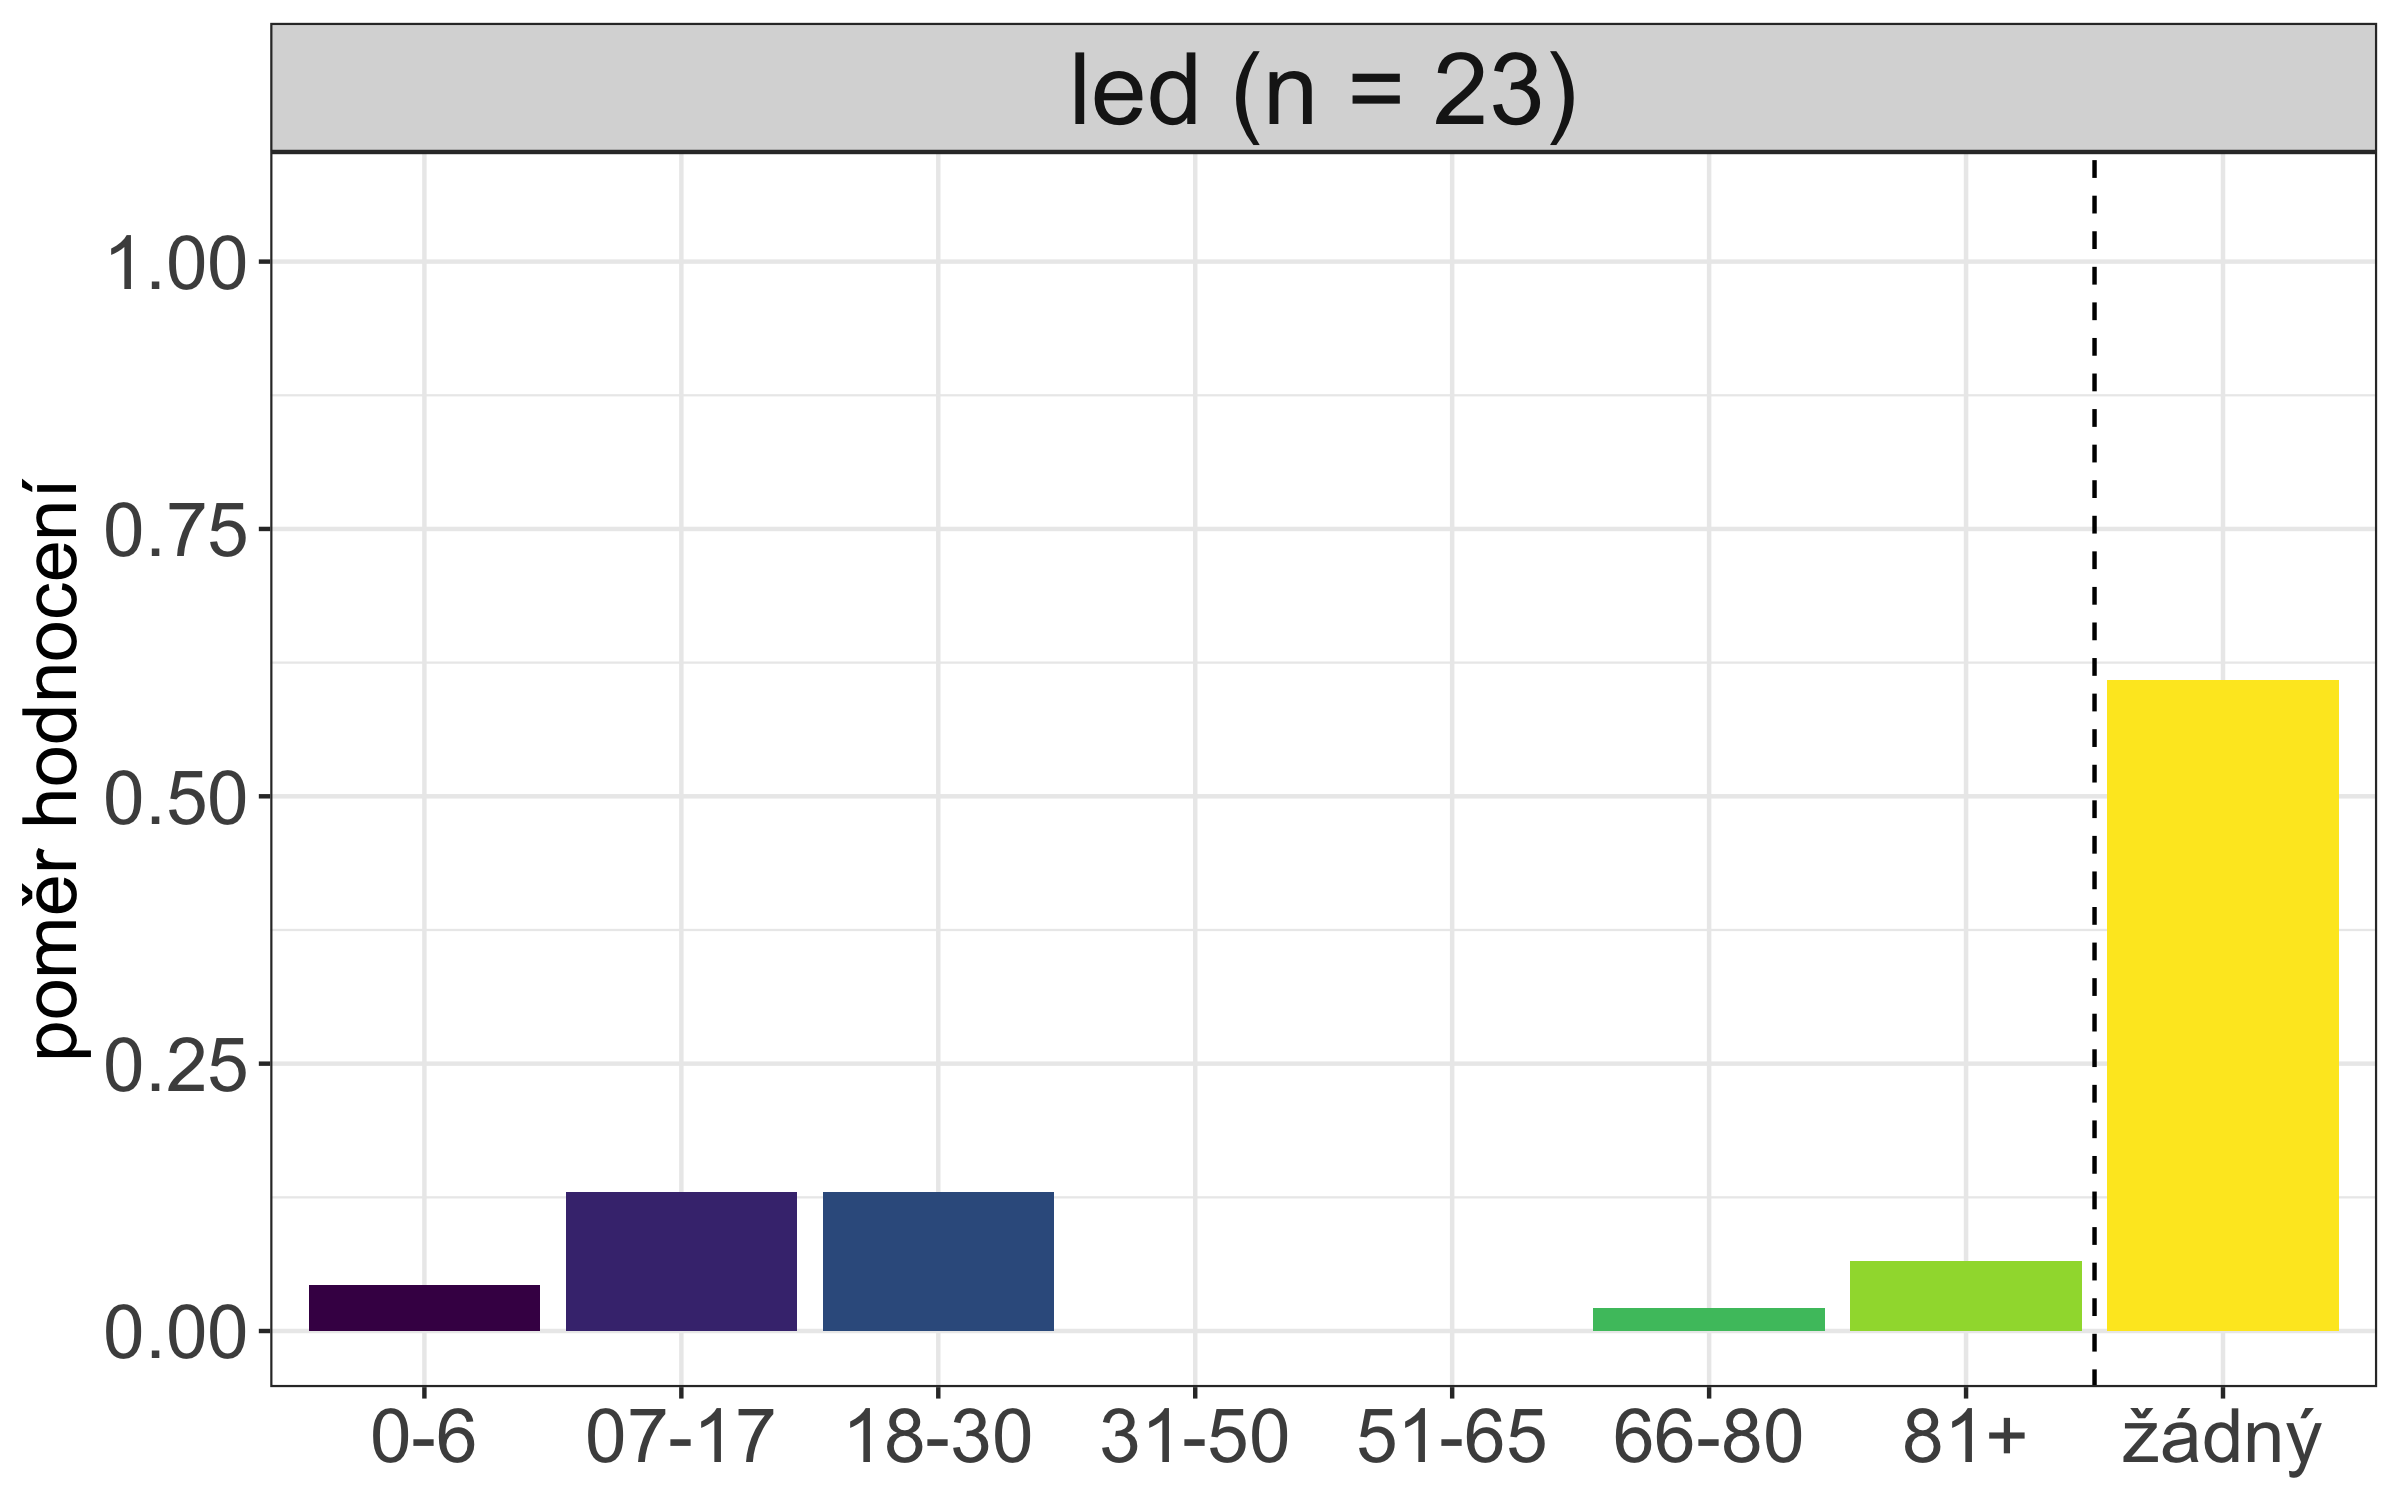 led (n = 23)
poměr hodnocení
1.00
0.75
0.50
0.25
0.00
0-6 07-17 18-30 31-50 51-65 66-80 81+ žádný